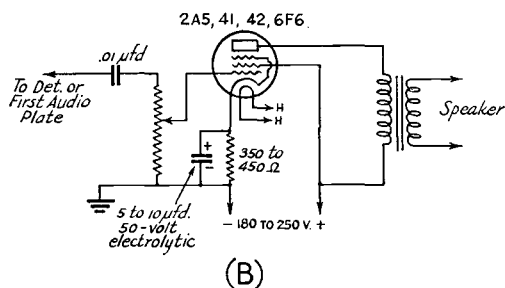 2A5, 41, 42, 6F6.
.01 µfd
To Det. or
First Audio
Plate
H
H
Speaker
+
-
350 to
450 Ω
5 to 10 µfd.
50-volt
electrolytic
- 180 TO 250 V. +
(B)